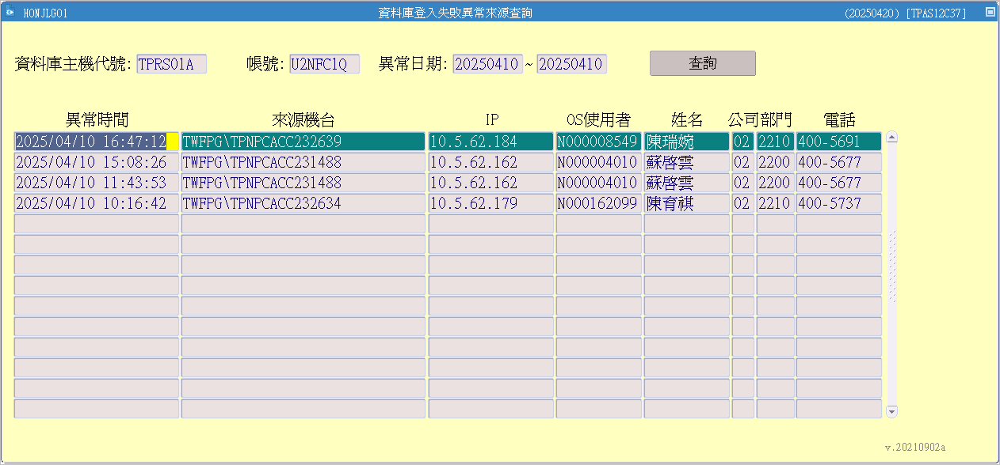 HONJLG01 資料庫登入失敗異常來源查詢 (20250420) [TPAS12C37]
資料庫主機代號: TPRS01A 帳號: U2NFC1Q 異常日期: 20250410 ~ 20250410 查詢
異常時間 來源機台 IP OS使用者 姓名 公司部門 電話
2025/04/10 16:47:12 TWFPG\TPNPCACC232639 10.5.62.184 N000008549 陳瑞婉 02 2210 400-5691
2025/04/10 15:08:26 TWFPG\TPNPCACC231488 10.5.62.162 N000004010 蘇啓雲 02 2200 400-5677
2025/04/10 11:43:53 TWFPG\TPNPCACC231488 10.5.62.162 N000004010 蘇啓雲 02 2200 400-5677
2025/04/10 10:16:42 TWFPG\TPNPCACC232634 10.5.62.179 N000162099 陳育祺 02 2210 400-5737
v.20210902a